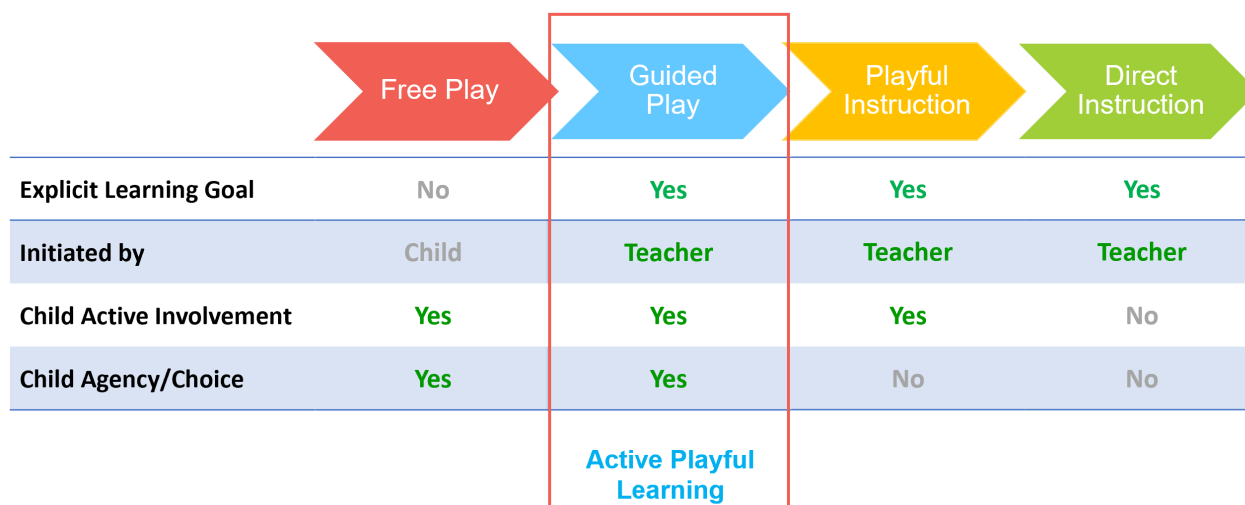 Free Play
Guided
Play
Playful
Instruction
Direct
Instruction
Explicit Learning Goal No Yes Yes Yes
Initiated by Child Teacher Teacher Teacher
Child Active Involvement Yes Yes Yes No
Child Agency/Choice Yes Yes No No
Active Playful
Learning